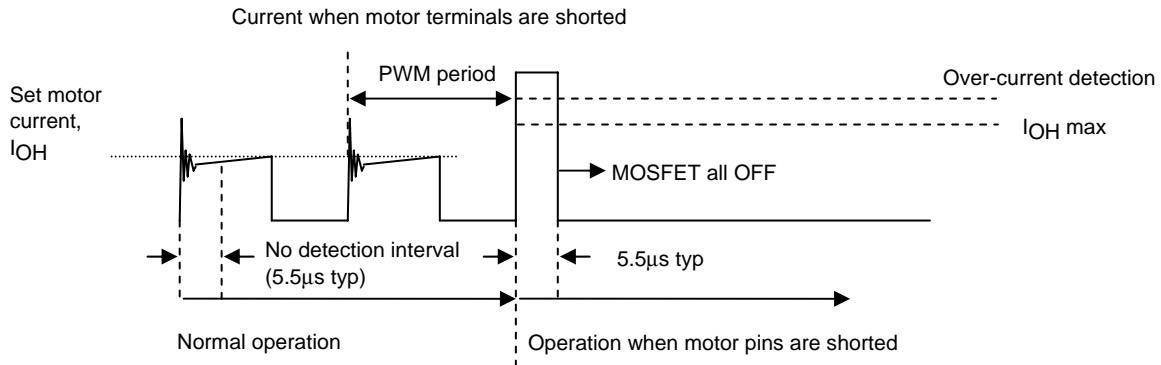 Current when motor terminals are shorted
PWM period
Over-current detection
Set motor
current,
IOH
IOH max
MOSFET all OFF
No detection interval
(5.5μs typ)
5.5μs typ
Normal operation
Operation when motor pins are shorted